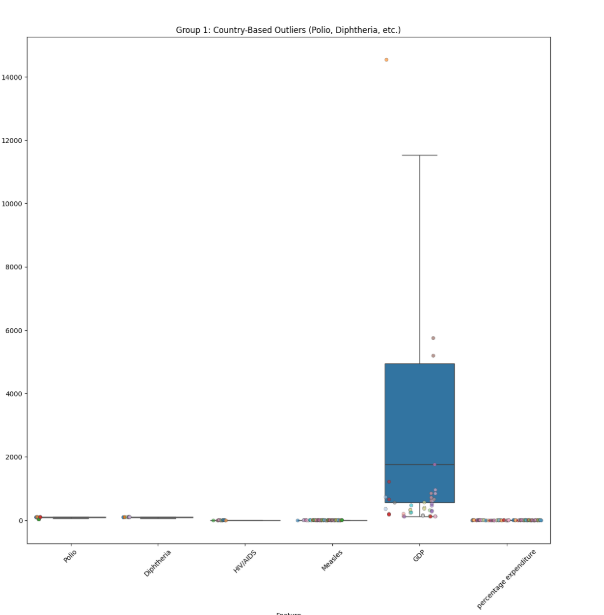 Group 1: Country-Based Outliers (Polio, Diphtheria, etc.)
14000
12000
10000
8000
6000
4000
2000
0
Polio
Diphtheria
HIV/AIDS
Measles
GDP
percentage expenditure
Feature